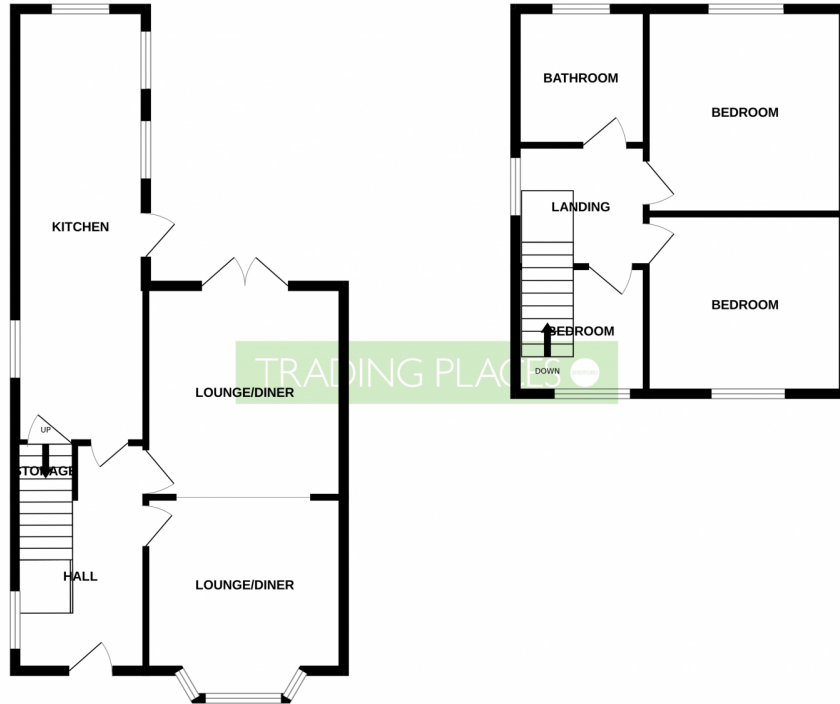 BATHROOM
BEDROOM
KITCHEN
LANDING
BEDROOM
BEDROOM
DOWN
TRADING PLACES
LOUNGE/DINER
UP
STORAGE
HALL
LOUNGE/DINER